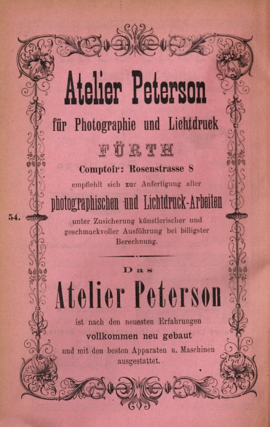 Atelier Peterson
für Photographie und Lichtdruck
FÜRTH
Comptoir: Rosenstrasse 8
empfiehlt sich zur Anfertigung aller
photographischen und Lichtdruck-Arbeiten
54.
unter Zusicherung künstlerischer und
geschmackvoller Ausführung bei billigster
Berechnung.
Das
Atelier Peterson
ist nach den neuesten Erfahrungen
vollkommen neu gebaut
und mit den besten Apparaten u. Maschinen
ausgestattet.